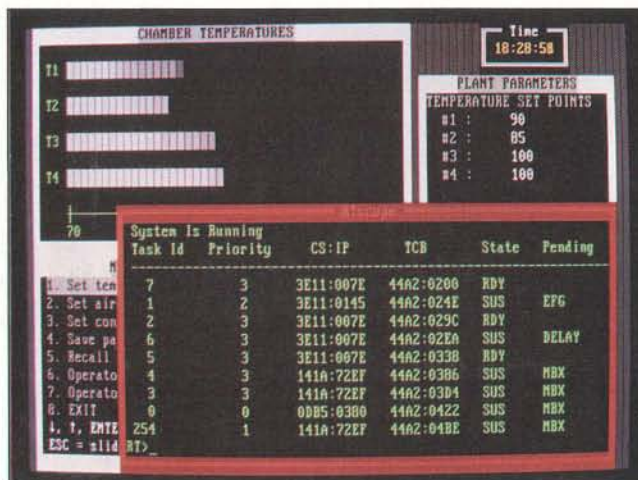 CHAMBER TEMPERATURES
T1
T2
T3
T4
70
Time
18:28:58
PLANT PARAMETERS
TEMPERATURE SET POINTS
#1 : 90
#2 : 85
#3 : 100
#4 : 100
1. Set tem
2. Set air
3. Set con
4. Save pa
5. Recall
6. Operato
7. Operato
8. EXIT
↓, ↑, ENTE
ESC = slid
System Is Running
Task Id Priority CS:IP TCB State Pending
7 3 3E11:007E 44A2:0200 RDY
1 2 3E11:0145 44A2:024E SUS EFG
2 3 3E11:007E 44A2:029C RDY
6 3 3E11:007E 44A2:02EA SUS DELAY
5 3 3E11:007E 44A2:0338 RDY
4 3 141A:72EF 44A2:0386 SUS MBX
3 3 141A:72EF 44A2:03D4 SUS MBX
0 0 0DB5:03B0 44A2:0422 SUS MBX
254 1 141A:72EF 44A2:04BE SUS MBX
RT>_